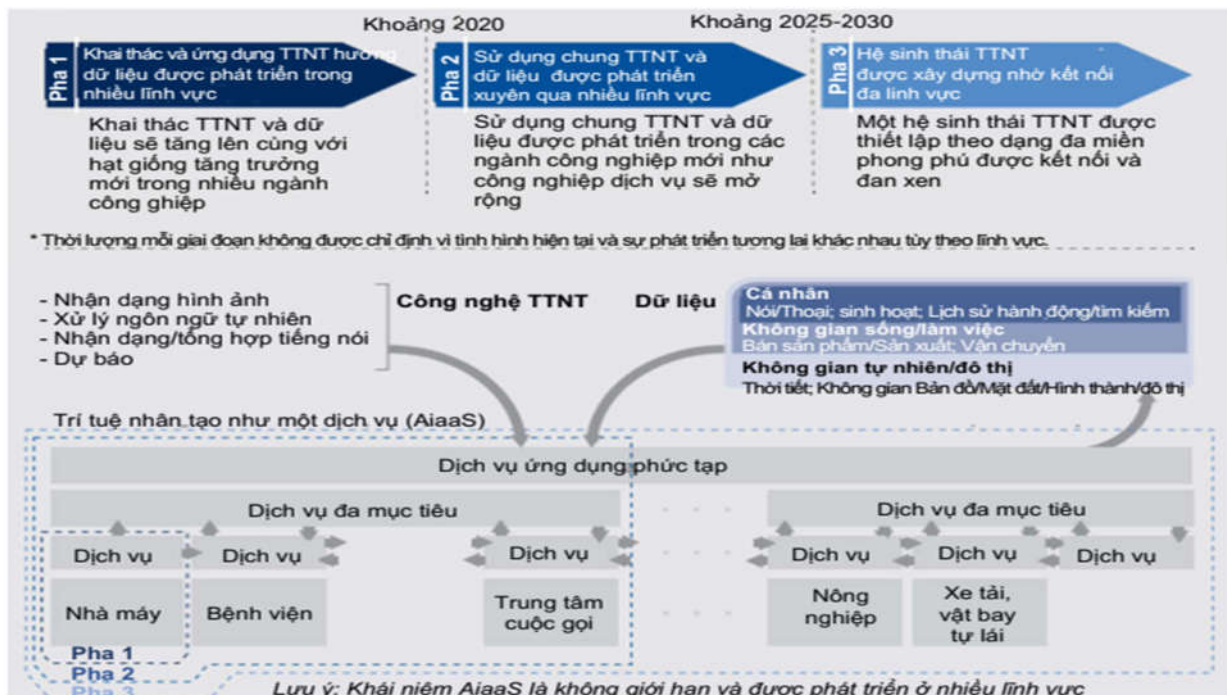 Khoảng 2020
Khoảng 2025-2030
Pha 1
Khai thác và ứng dụng TTNT hướng
dữ liệu được phát triển trong
nhiều lĩnh vực
Pha 2
Sử dụng chung TTNT và
dữ liệu được phát triển
xuyên qua nhiều lĩnh vực
Pha 3
Hệ sinh thái TTNT
được xây dựng nhờ kết nối
đa linh vực
Khai thác TTNT và dữ
liệu sẽ tăng lên cùng với
hạt giống tăng trưởng
mới trong nhiều ngành
công ghiệp
Sử dụng chung TTNT và dữ
liệu được phát triển trong các
ngành công nghiệp mới như
công nghiệp dịch vụ sẽ mở
rộng
Một hệ sinh thái TTNT được
thiết lập theo dạng đa miền
phong phú được kết nối và
đan xen
* Thời lượng mỗi giai đoạn không được chỉ định vì tình hình hiện tại và sự phát triển tương lai khác nhau tùy theo lĩnh vực.
- Nhận dạng hình ảnh
- Xử lý ngôn ngữ tự nhiên
- Nhận dạng/tổng hợp tiếng nói
- Dự báo
Công nghệ TTNT
Dữ liệu
Cá nhân
Nói/Thoại; sinh hoạt; Lịch sử hành động/tìm kiếm
Không gian sống/làm việc
Bán sản phẩm/Sản xuất; Vận chuyển
Không gian tự nhiên/đô thị
Thời tiết; Không gian Bản đồ/Mặt đất/Hình thành/đô thị
Trí tuệ nhân tạo như một dịch vụ (AiaaS)
Dịch vụ ứng dụng phức tạp
Dịch vụ đa mục tiêu
. . . .
Dịch vụ đa mục tiêu
Dịch vụ
Dịch vụ
Dịch vụ
. . . .
Dịch vụ
Dịch vụ
Dịch vụ
Nhà máy
Bệnh viện
Trung tâm
cuộc gọi
. . . .
Nông
nghiệp
Xe tải,
vật bay
tự lái
Pha 1
Pha 2
Pha 3
Lưu ý: Khái niệm AiaaS là không giới hạn và được phát triển ở nhiều lĩnh vực